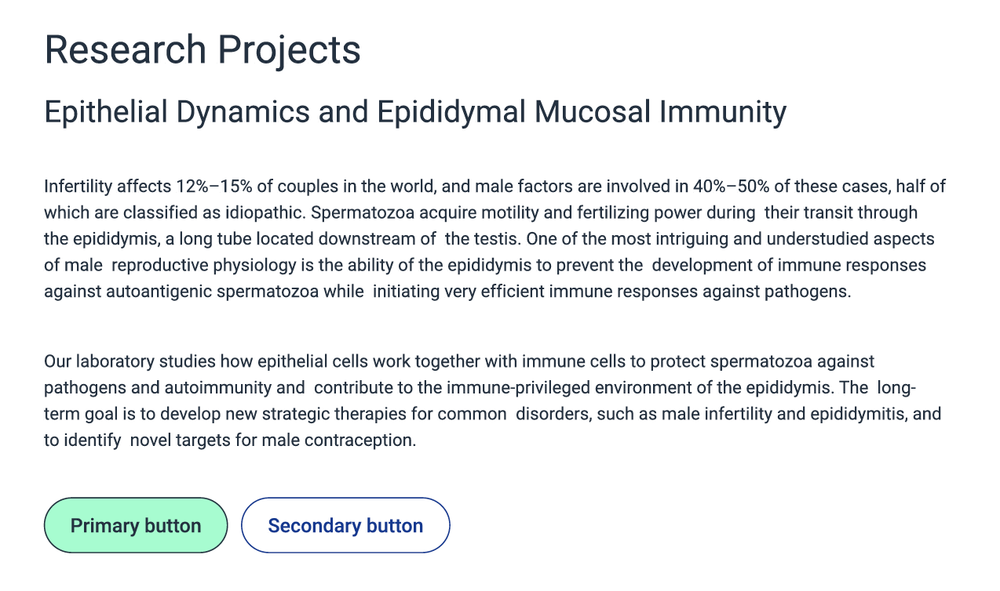 Research Projects
Epithelial Dynamics and Epididymal Mucosal Immunity
Infertility affects 12%–15% of couples in the world, and male factors are involved in 40%–50% of these cases, half of
which are classified as idiopathic. Spermatozoa acquire motility and fertilizing power during  their transit through
the epididymis, a long tube located downstream of  the testis. One of the most intriguing and understudied aspects
of male  reproductive physiology is the ability of the epididymis to prevent the  development of immune responses
against autoantigenic spermatozoa while  initiating very efficient immune responses against pathogens.
Our laboratory studies how epithelial cells work together with immune cells to protect spermatozoa against
pathogens and autoimmunity and  contribute to the immune-privileged environment of the epididymis. The  long-
term goal is to develop new strategic therapies for common  disorders, such as male infertility and epididymitis, and
to identify  novel targets for male contraception.
Primary button
Secondary button